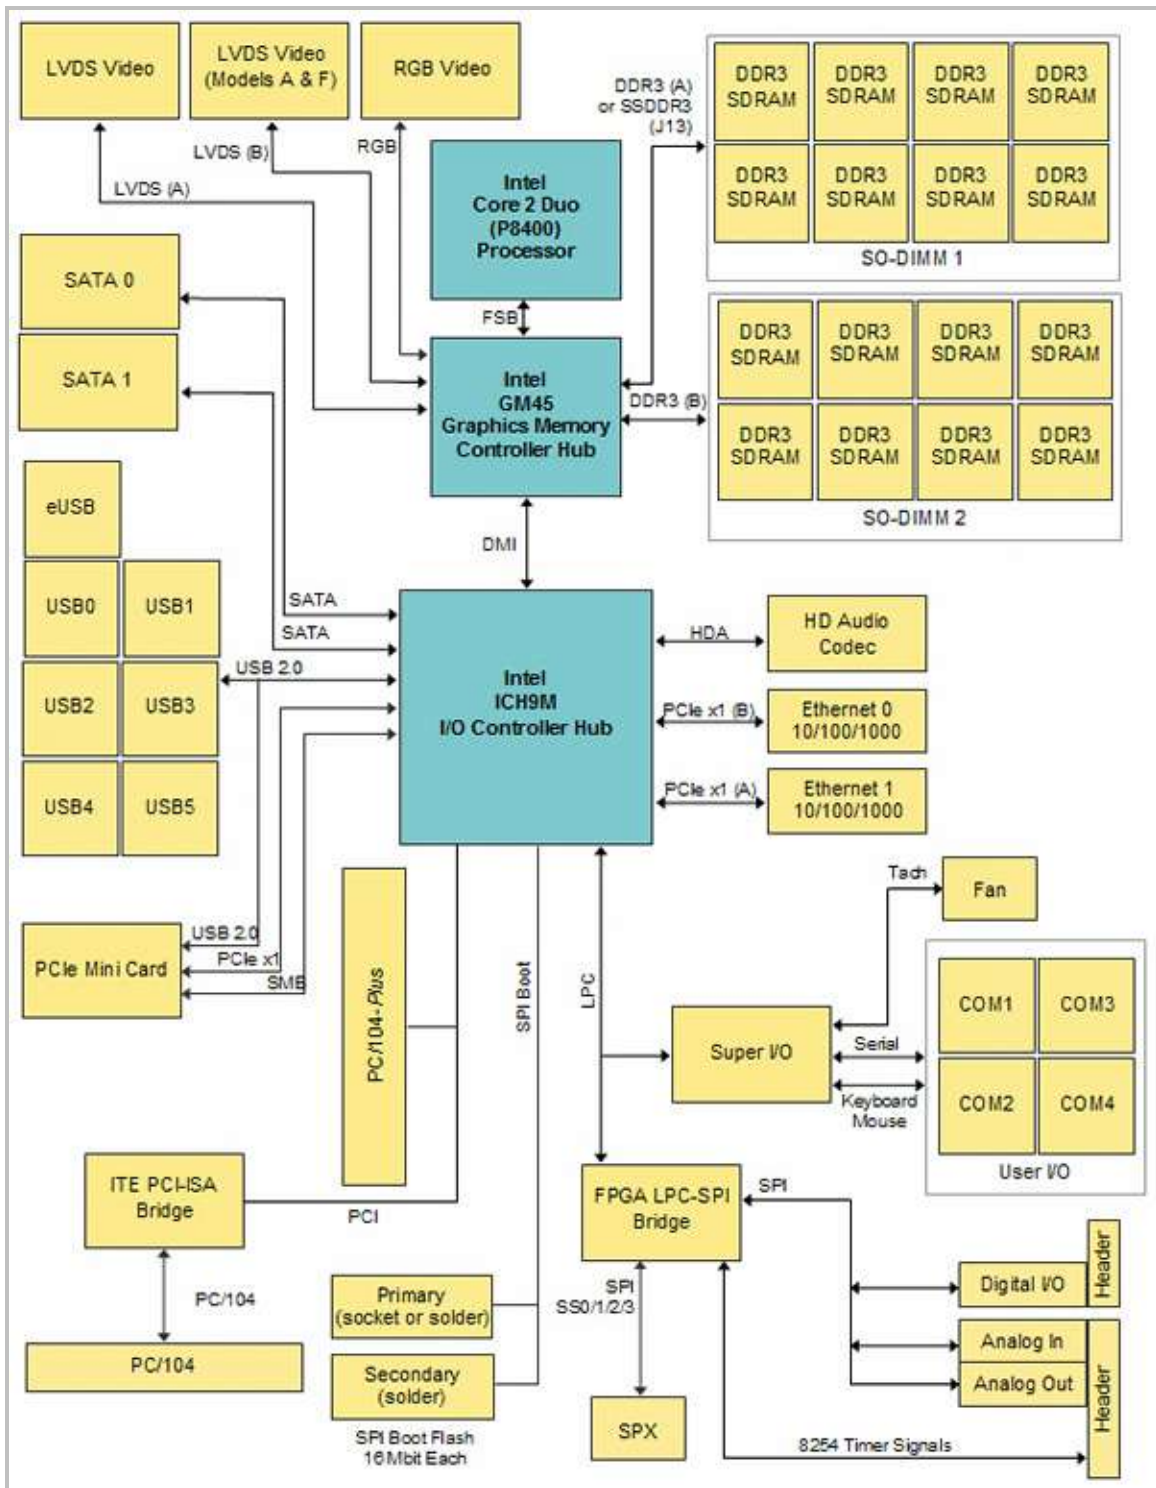 LVDS Video
LVDS Video
(Models A & F)
RGB Video
LVDS (A)
LVDS (B)
RGB
Intel
Core 2 Duo
(P8400)
Processor
DDR3 (A)
or SSDDR3
(J13)
DDR3
SDRAM
DDR3
SDRAM
DDR3
SDRAM
DDR3
SDRAM
DDR3
SDRAM
DDR3
SDRAM
DDR3
SDRAM
DDR3
SDRAM
SO-DIMM 1
SATA 0
SATA 1
FSB
Intel
GM45
Graphics Memory
Controller Hub
DDR3 (B)
DDR3
SDRAM
DDR3
SDRAM
DDR3
SDRAM
DDR3
SDRAM
DDR3
SDRAM
DDR3
SDRAM
DDR3
SDRAM
DDR3
SDRAM
SO-DIMM 2
DMI
eUSB
USB0
USB1
USB2
USB3
USB4
USB5
SATA
SATA
USB 2.0
Intel
ICH9M
I/O Controller Hub
HDA
HD Audio
Codec
PCIe x1 (B)
Ethernet 0
10/100/1000
PCIe x1 (A)
Ethernet 1
10/100/1000
PCIe Mini Card
USB 2.0
PCIe x1
SMB
PC/104-Plus
SPI Boot
LPC
Tach
Fan
Super I/O
Serial
Keyboard
Mouse
COM1
COM3
COM2
COM4
User I/O
ITE PCI-ISA
Bridge
PCI
PC/104
PC/104
Primary
(socket or solder)
Secondary
(solder)
SPI Boot Flash
16 Mbit Each
FPGA LPC-SPI
Bridge
SPI
SPI
SS0/1/2/3
SPX
Digital I/O
Header
Analog In
Analog Out
Header
8254 Timer Signals